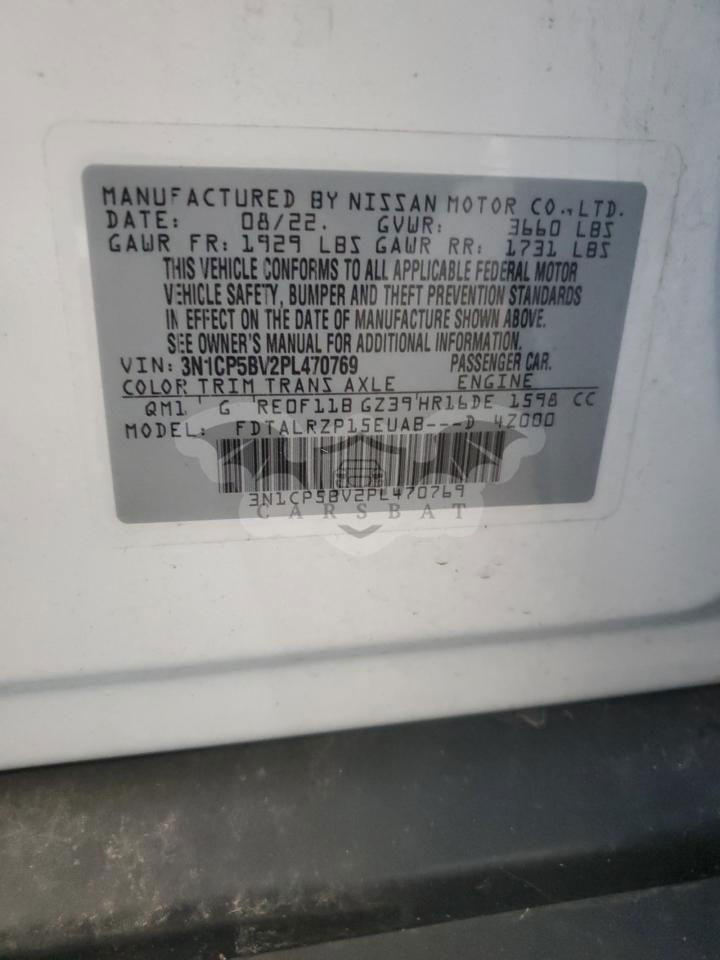 MANUFACTURED BY NISSAN MOTOR CO.,LTD.
DATE: 08/22. GVWR: 3660 LBS
GAWR FR: 1929 LBS GAWR RR: 1731 LBS
THIS VEHICLE CONFORMS TO ALL APPLICABLE FEDERAL MOTOR
VEHICLE SAFETY, BUMPER AND THEFT PREVENTION STANDARDS
IN EFFECT ON THE DATE OF MANUFACTURE SHOWN ABOVE.
SEE OWNER'S MANUAL FOR ADDITIONAL INFORMATION.
VIN: 3N1CP5BV2PL470769 PASSENGER CAR.
COLOR TRIM TRANS AXLE ENGINE
QM1 G RE0F11B GZ39 HR16DE 1598 CC
MODEL: FDTALRZP15EUAB---D 4Z000
3N1CP5BV2PL470769
CARSBAT